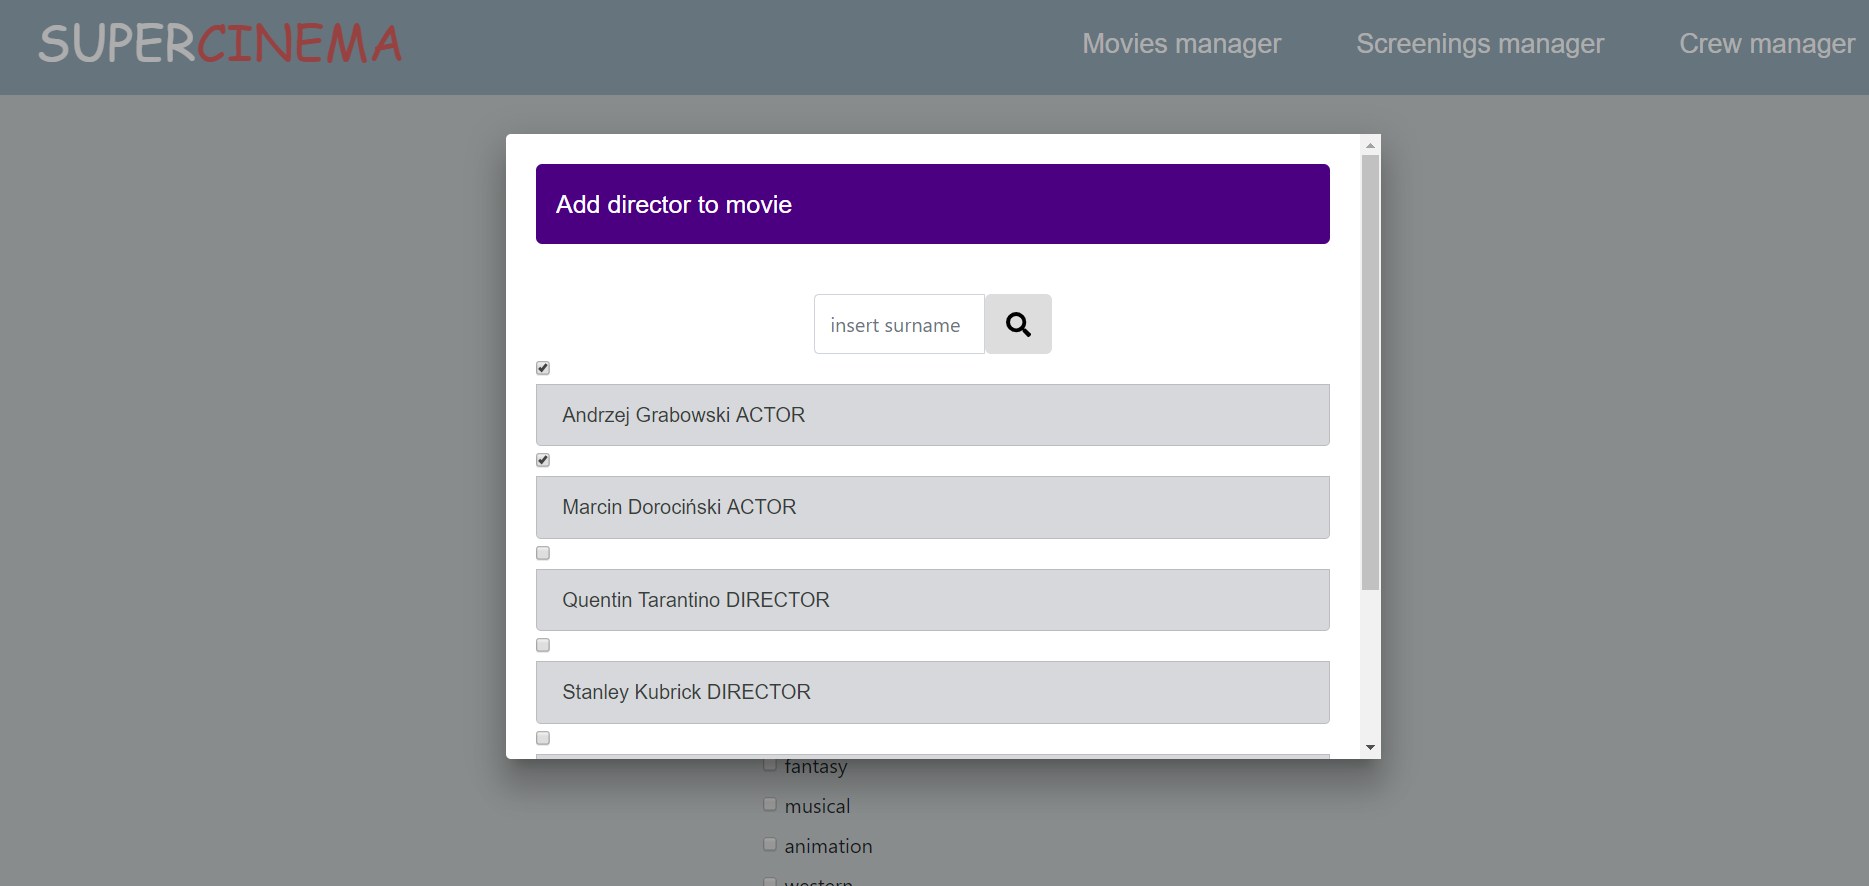 SUPERCINEMA
Movies manager
Screenings manager
Crew manager
Add director to movie
insert surname
Andrzej Grabowski ACTOR
Marcin Dorociński ACTOR
Quentin Tarantino DIRECTOR
Stanley Kubrick DIRECTOR
fantasy
musical
animation
western